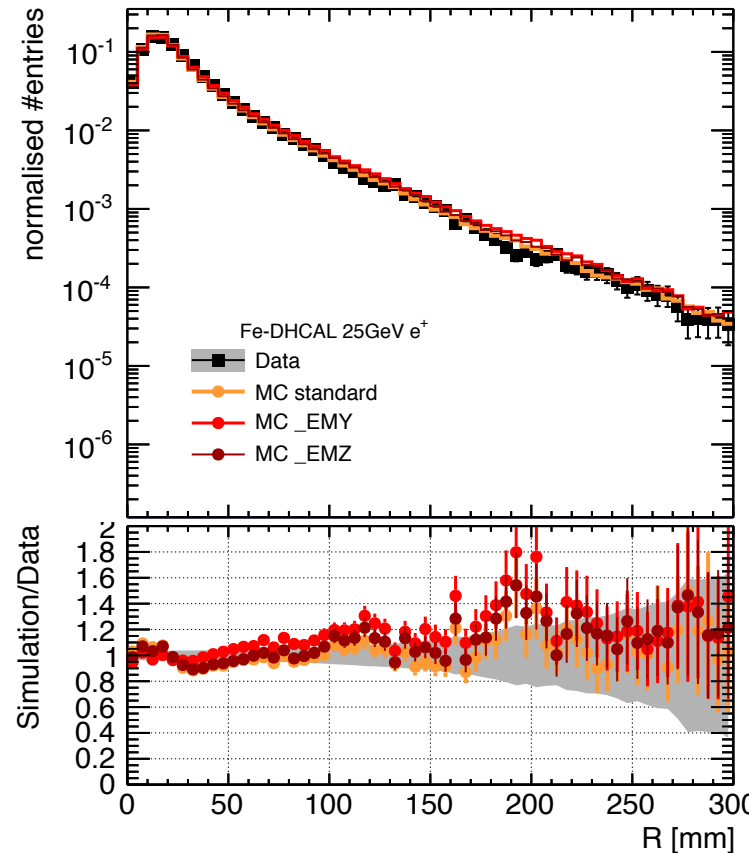 normalised #entries
10⁻¹
10⁻²
10⁻³
10⁻⁴
10⁻⁵
10⁻⁶
Fe-DHCAL 25GeV e⁺
Data
MC standard
MC _EMY
MC _EMZ
Simulation/Data
2
1.8
1.6
1.4
1.2
1
0.8
0.6
0.4
0.2
0
0 50 100 150 200 250 300
R [mm]